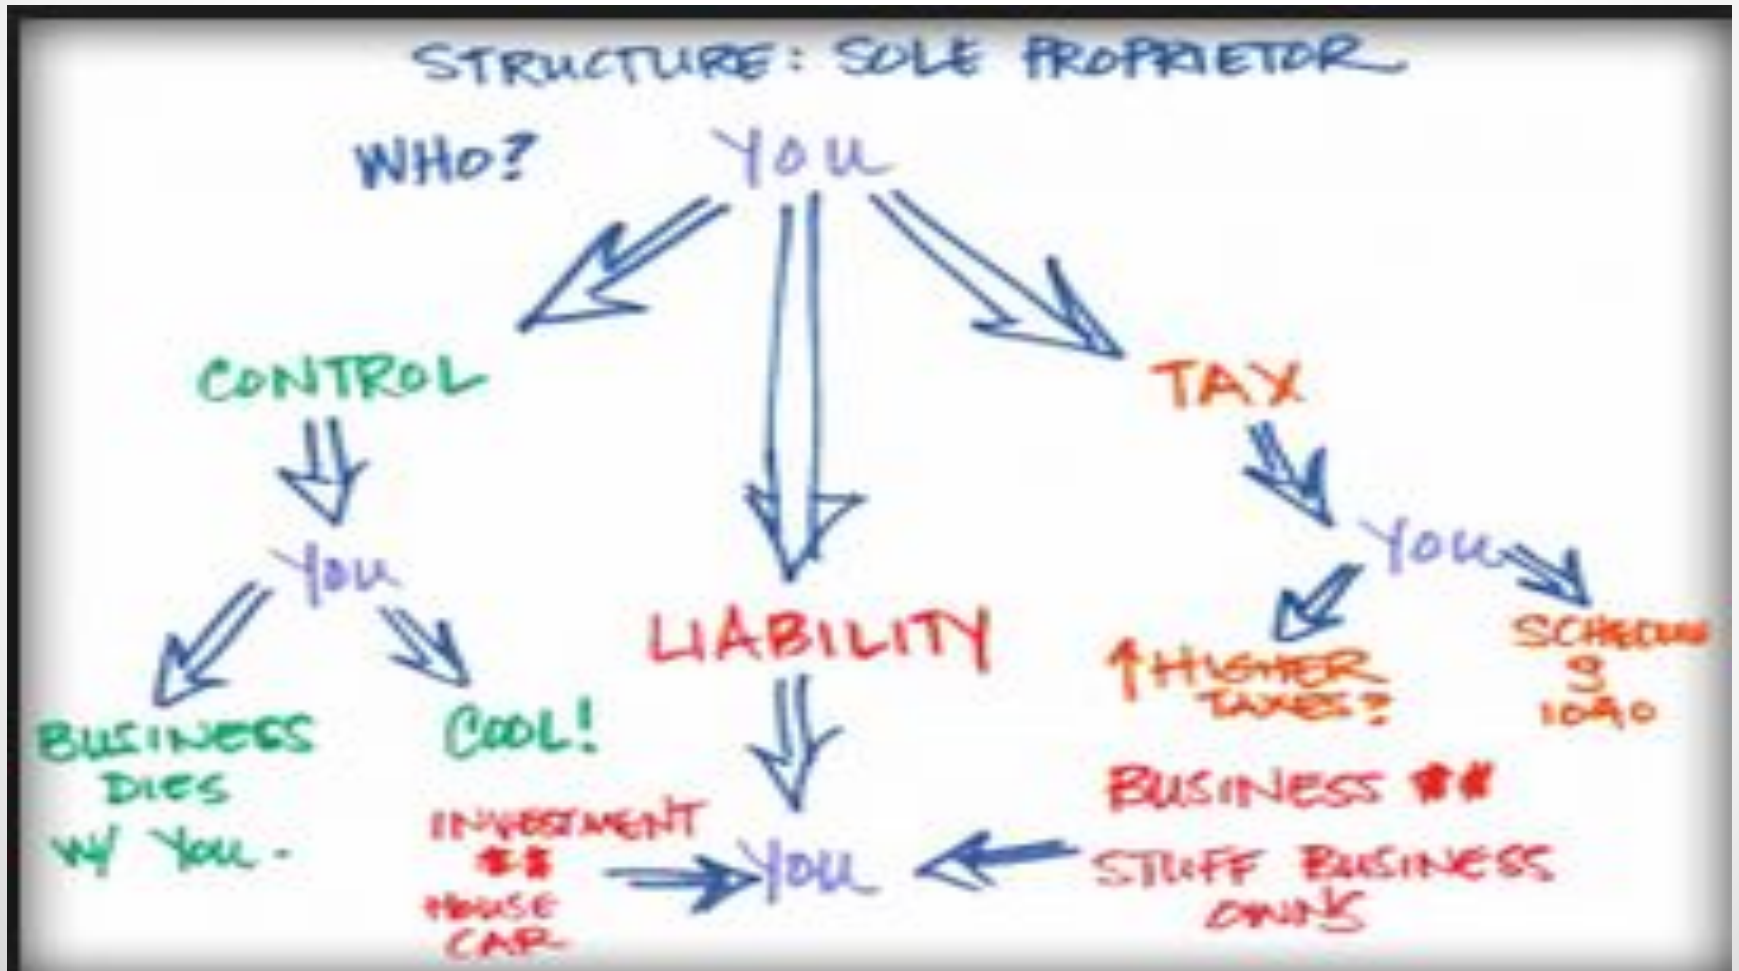 STRUCTURE: SOLE PROPRIETOR
WHO? YOU
CONTROL
TAX
YOU
YOU
LIABILITY
BUSINESS
DIES
W/ YOU.
COOL!
↑ HIGHER
TAXES?
INVESTMENT
$$
HOUSE
CAR
YOU
BUSINESS $$
STUFF BUSINESS
OWNS